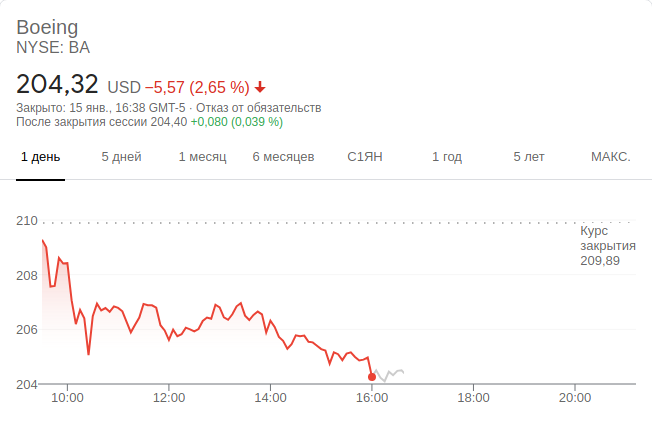 Boeing
NYSE: BA
204,32 USD −5,57 (2,65 %)
Закрыто: 15 янв., 16:38 GMT-5 · Отказ от обязательств
После закрытия сессии 204,40 +0,080 (0,039 %)
1 день 5 дней 1 месяц 6 месяцев С1ЯН 1 год 5 лет МАКС.
210
Курс
закрытия
209,89
208
206
204
10:00 12:00 14:00 16:00 18:00 20:00